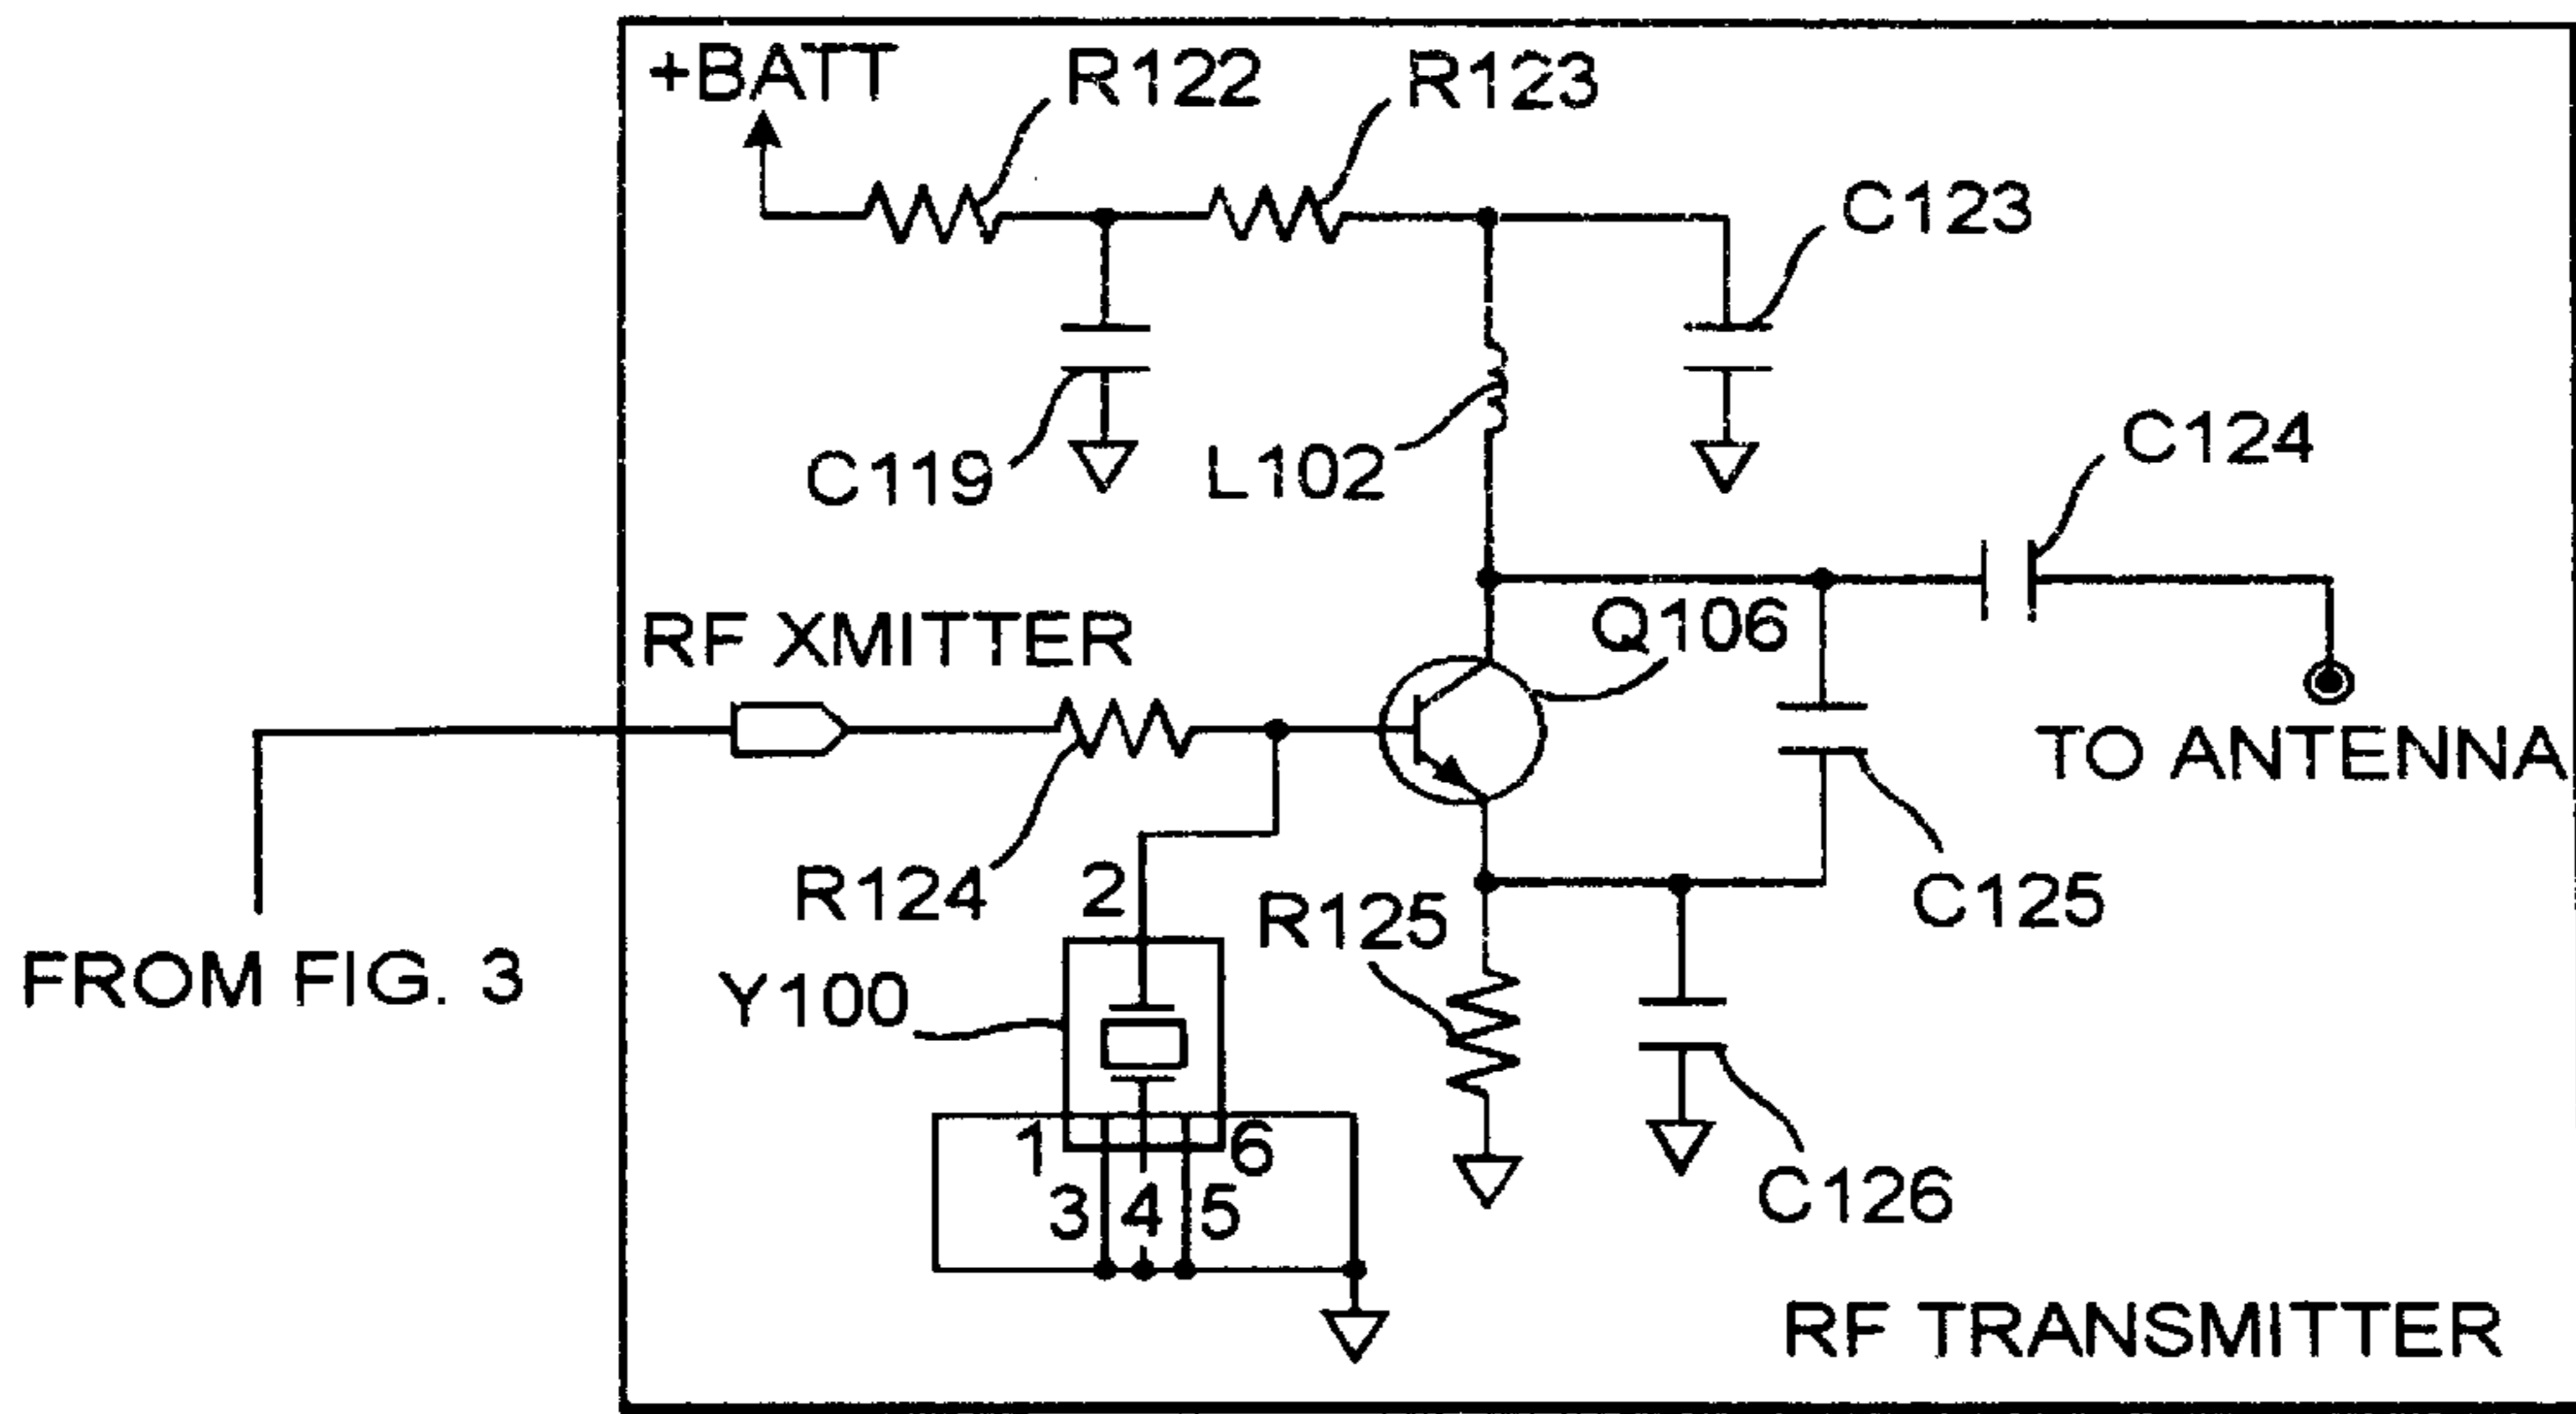 +BATT
R122
R123
C123
C119
L102
C124
RF XMITTER
Q106
TO ANTENNA
R124
2
R125
C125
FROM FIG. 3
Y100
1
6
3
4
5
C126
RF TRANSMITTER